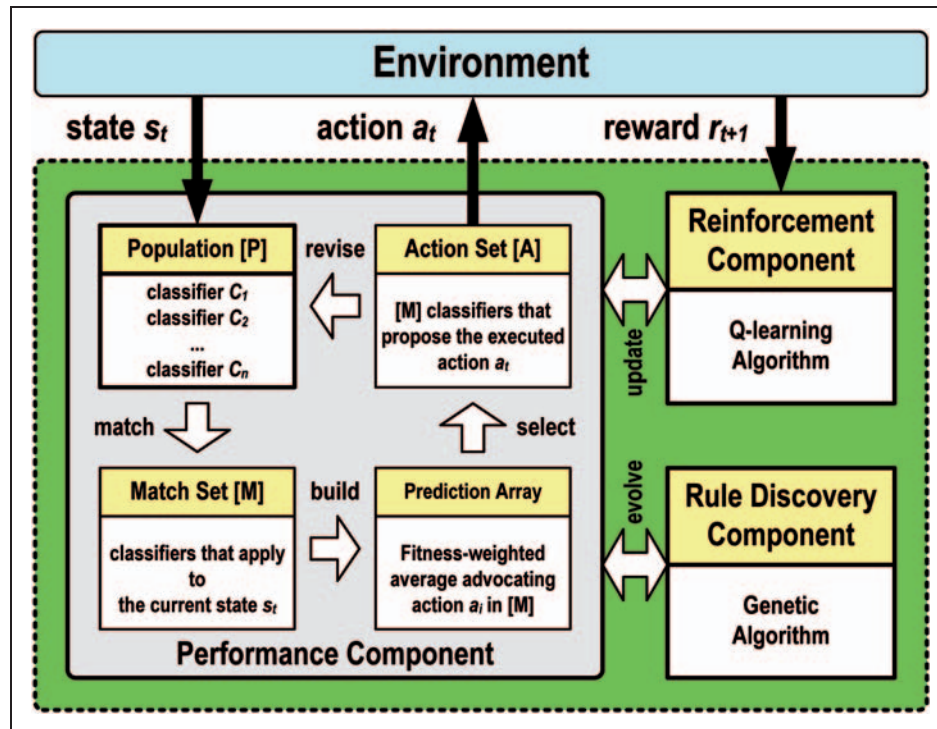 Environment
state st
action at
reward rt+1
Population [P]
classifier C1
classifier C2
...
classifier Cn
revise
Action Set [A]
[M] classifiers that
propose the executed
action at
Reinforcement
Component
Q-learning
Algorithm
update
match
select
Match Set [M]
classifiers that apply
to
the current state st
build
Prediction Array
Fitness-weighted
average advocating
action ai in [M]
evolve
Rule Discovery
Component
Genetic
Algorithm
Performance Component